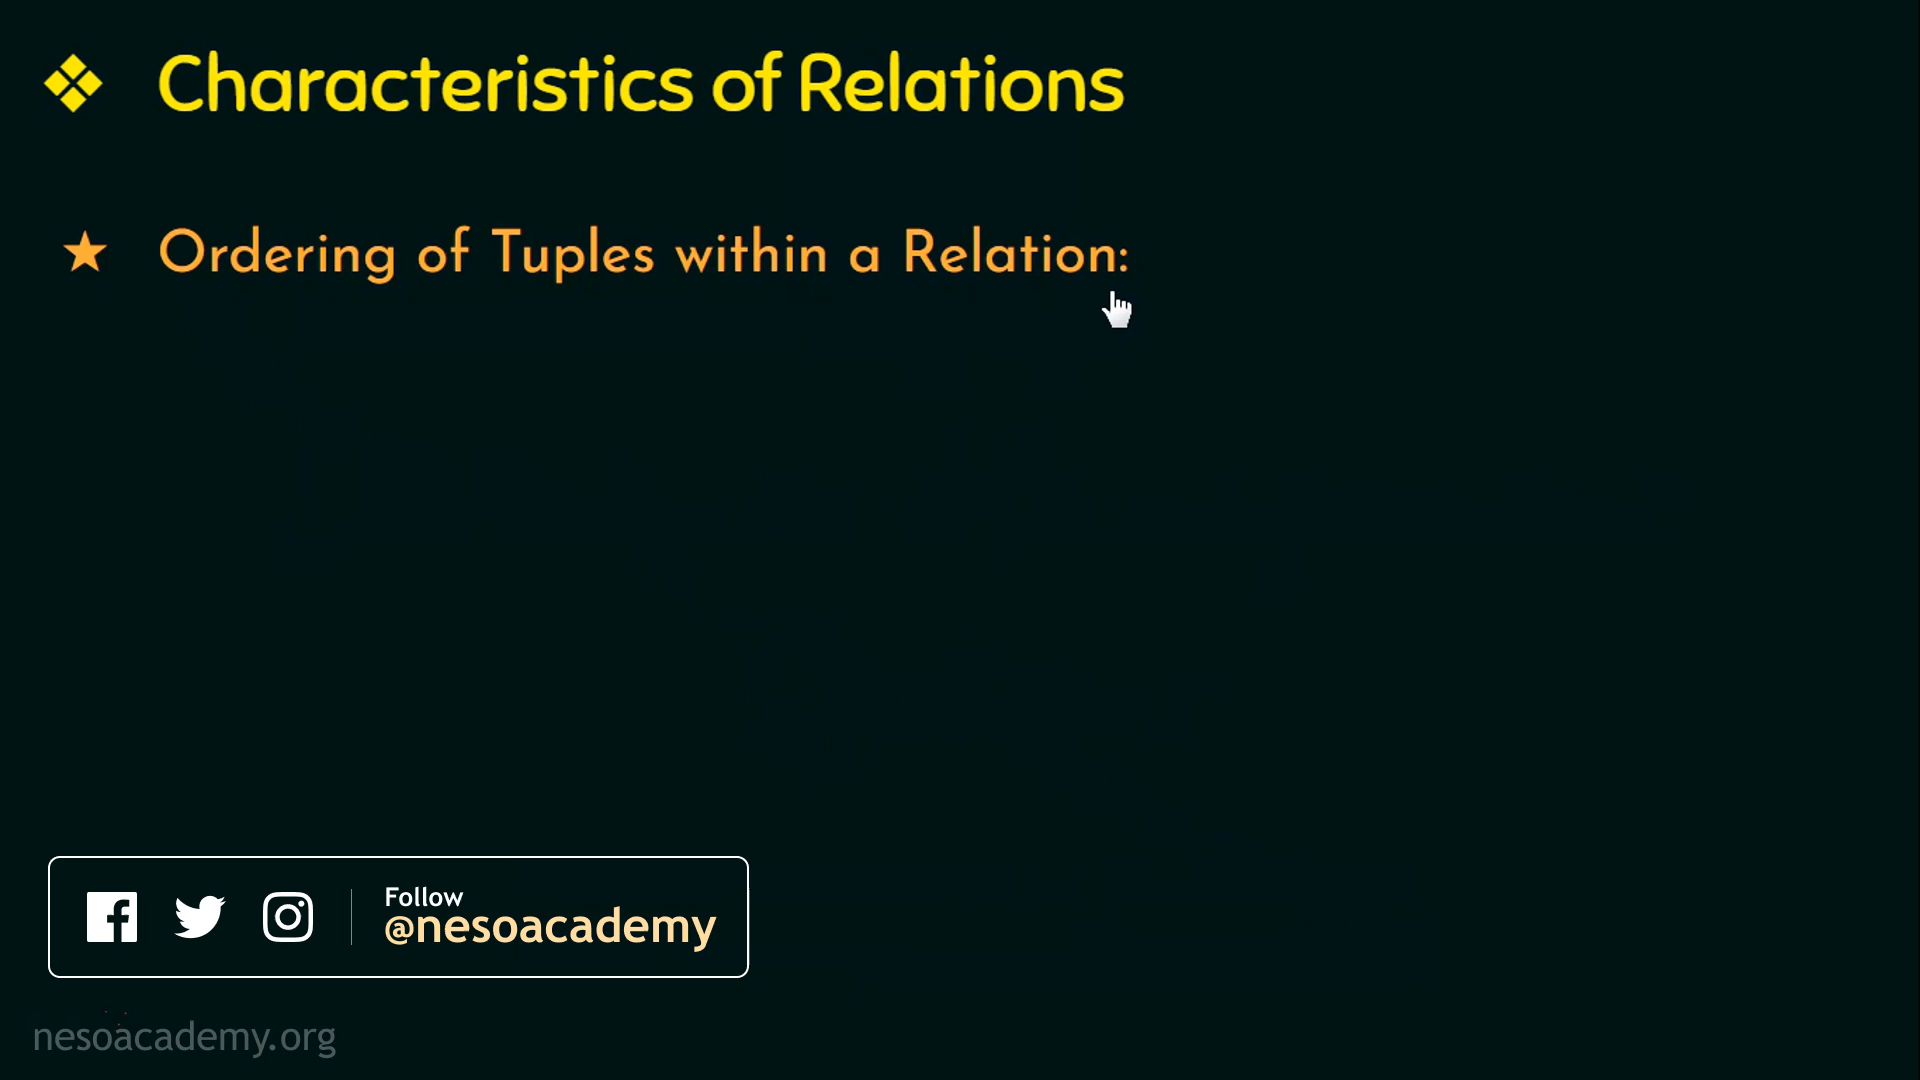 Characteristics of Relations
Ordering of Tuples within a Relation:
Follow
@nesoacademy
nesoacademy.org